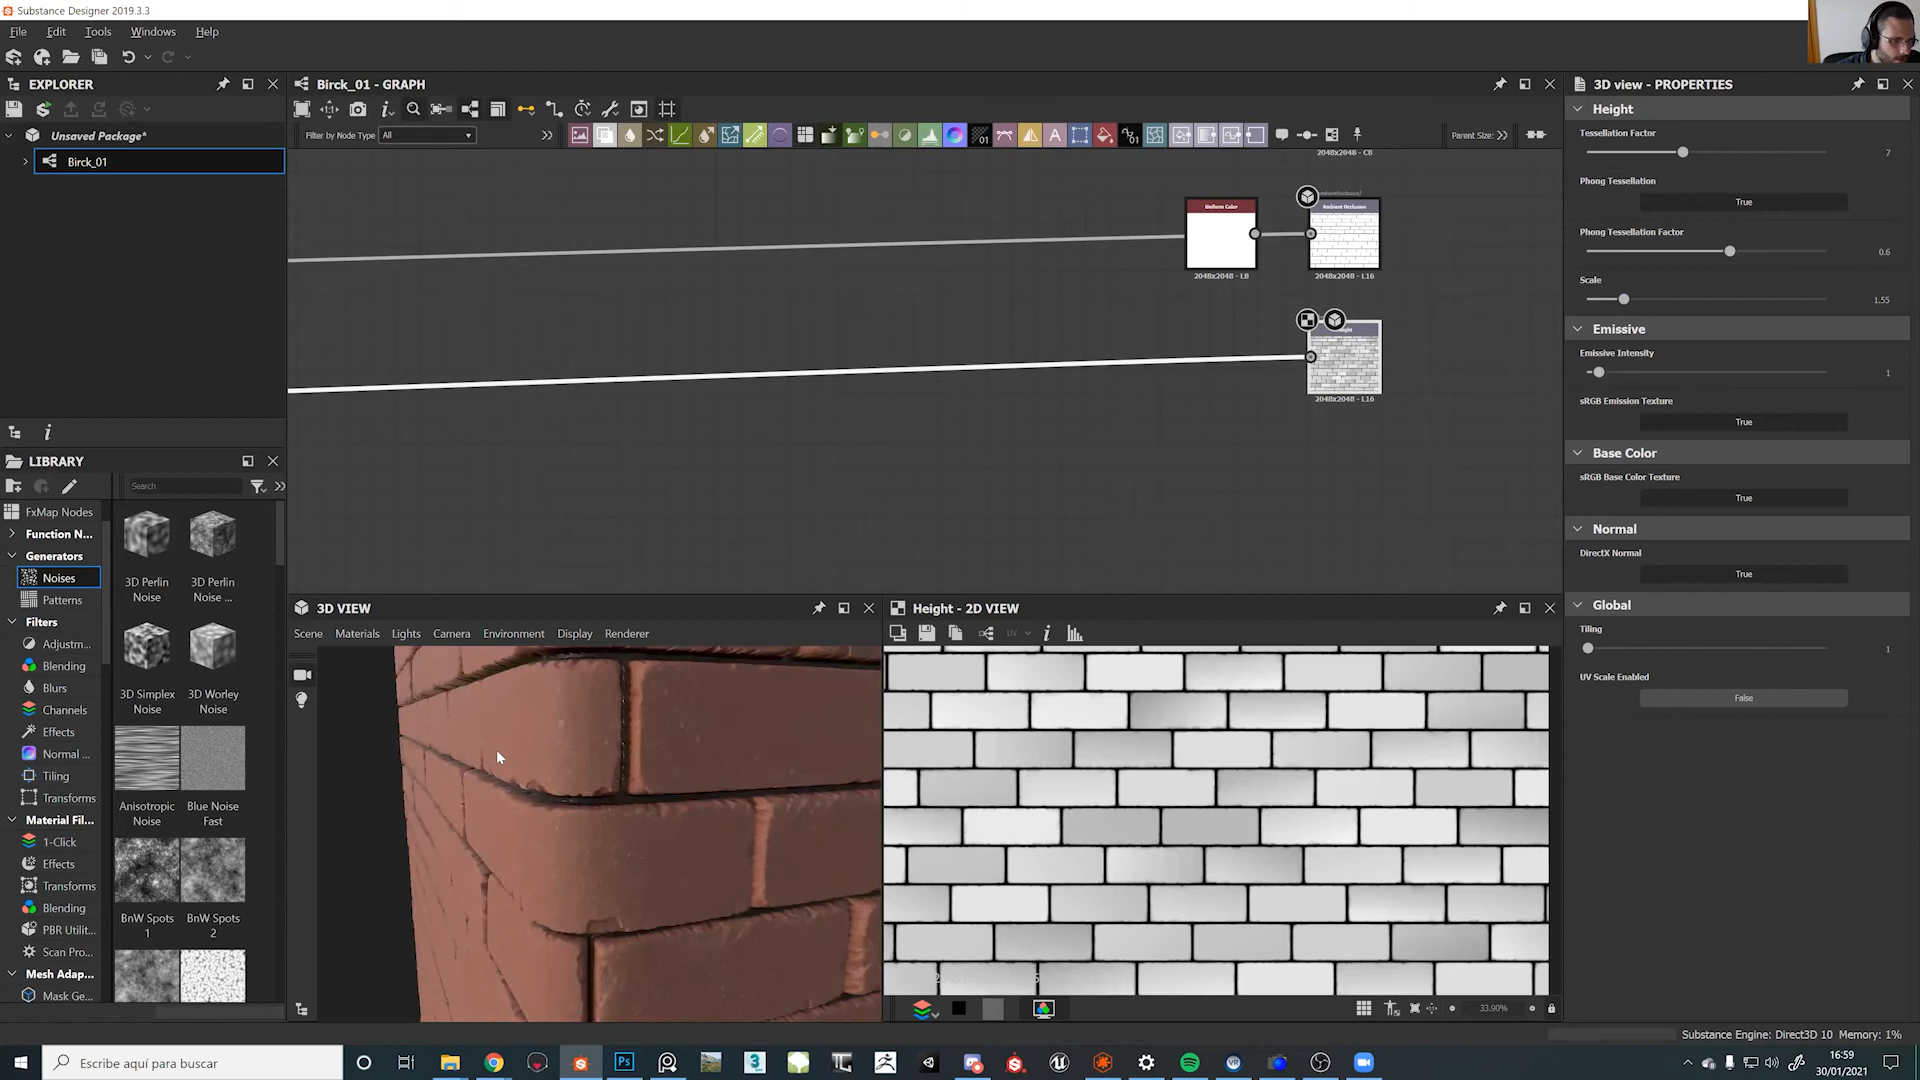 Substance Designer 2019.3.3
File Edit Tools Windows Help
EXPLORER
Unsaved Package*
Birck_01
LIBRARY
Search
FxMap Nodes
Function N...
Generators
Noises
Patterns
Filters
Adjustm...
Blending
Blurs
Channels
Effects
Normal ...
Tiling
Transforms
Material Fil...
1-Click
Effects
Transforms
Blending
PBR Utilit...
Scan Pro...
Mesh Adap...
Mask Ge...
3D Perlin Noise
3D Perlin Noise ...
3D Simplex Noise
3D Worley Noise
Anisotropic Noise
Blue Noise Fast
BnW Spots 1
BnW Spots 2
Birck_01 - GRAPH
Filter by Node Type All
Parent Size:
2048x2048 - C8
Uniform Color
2048x2048 - L8
Ambient Occlusion
2048x2048 - L16
2048x2048 - L16
3D VIEW
Scene Materials Lights Camera Environment Display Renderer
Height - 2D VIEW
UV
33.90%
3D view - PROPERTIES
Height
Tessellation Factor
7
Phong Tessellation
True
Phong Tessellation Factor
0.6
Scale
1.55
Emissive
Emissive Intensity
1
sRGB Emission Texture
True
Base Color
sRGB Base Color Texture
True
Normal
DirectX Normal
True
Global
Tiling
1
UV Scale Enabled
False
Substance Engine: Direct3D 10 Memory: 1%
Escribe aquí para buscar
16:59
30/01/2021